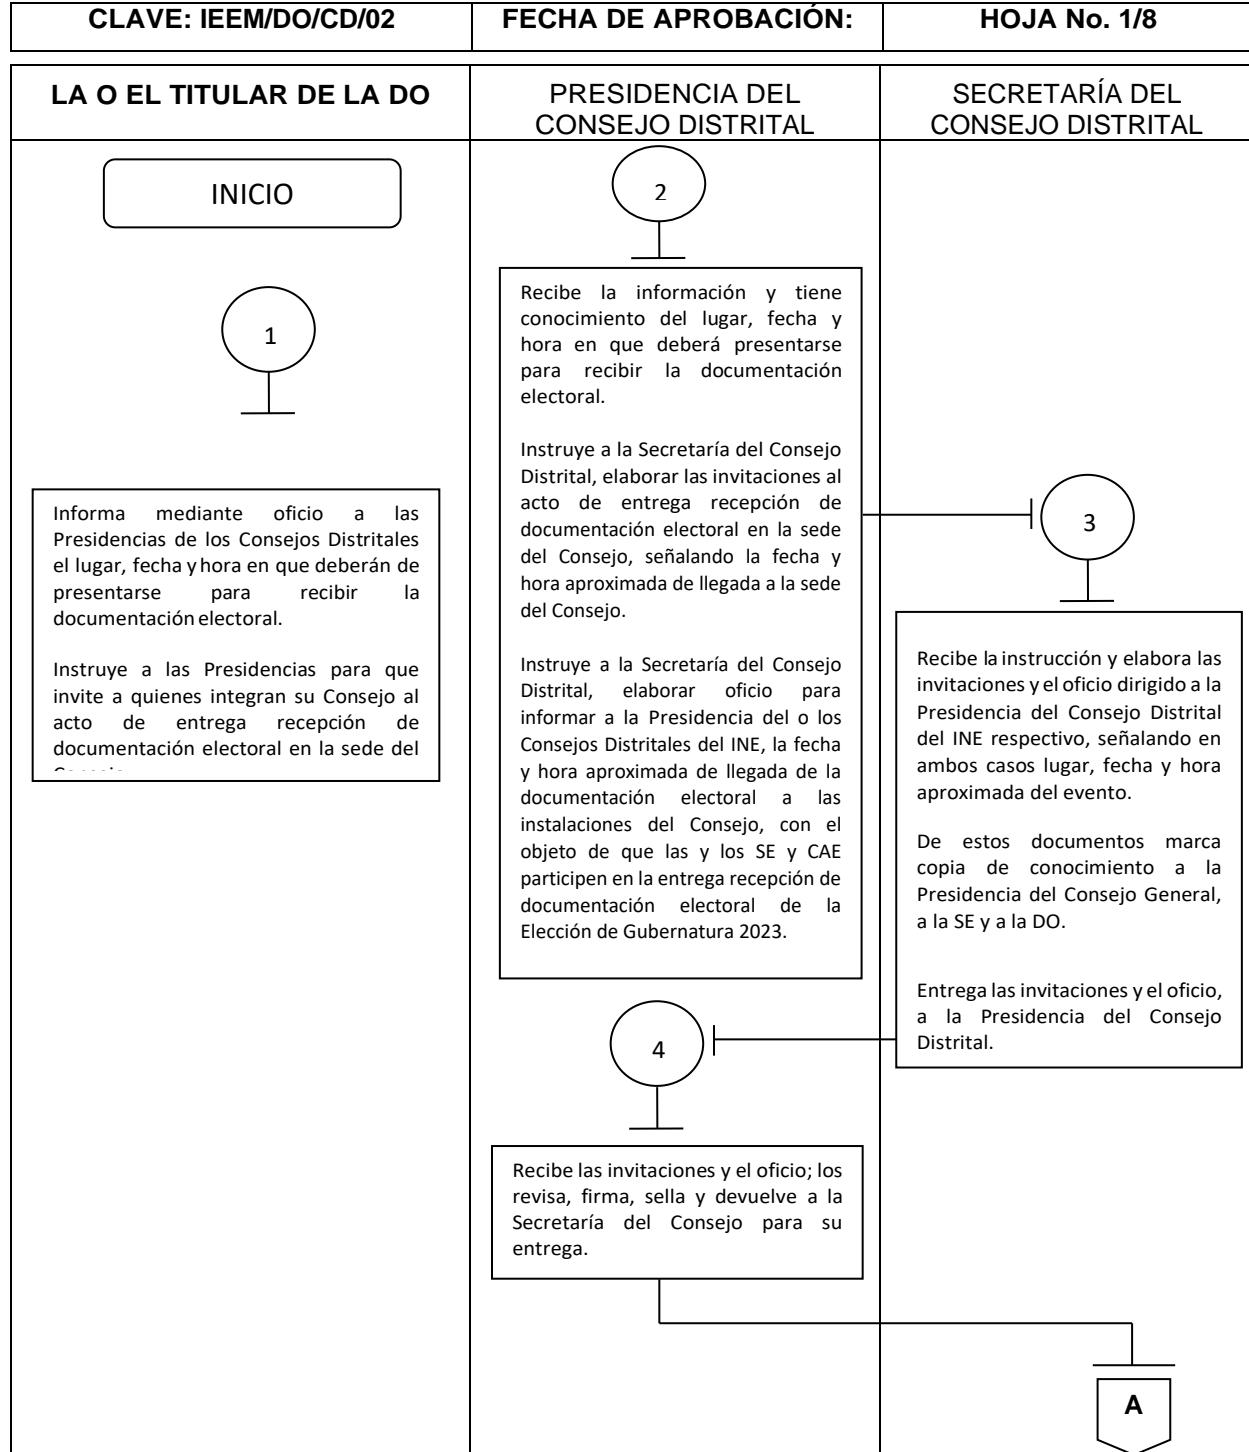 CLAVE: IEEM/DO/CD/02
FECHA DE APROBACIÓN:
HOJA No. 1/8
LA O EL TITULAR DE LA DO
PRESIDENCIA DEL
CONSEJO DISTRITAL
SECRETARÍA DEL
CONSEJO DISTRITAL
INICIO
1
Informa mediante oficio a las
Presidencias de los Consejos Distritales
el lugar, fecha y hora en que deberán de
presentarse para recibir la
documentación electoral.
Instruye a las Presidencias para que
invite a quienes integran su Consejo al
acto de entrega recepción de
documentación electoral en la sede del
2
Recibe la información y tiene
conocimiento del lugar, fecha y
hora en que deberá presentarse
para recibir la documentación
electoral.
Instruye a la Secretaría del Consejo
Distrital, elaborar las invitaciones al
acto de entrega recepción de
documentación electoral en la sede
del Consejo, señalando la fecha y
hora aproximada de llegada a la sede
del Consejo.
Instruye a la Secretaría del Consejo
Distrital, elaborar oficio para
informar a la Presidencia del o los
Consejos Distritales del INE, la fecha
y hora aproximada de llegada de la
documentación electoral a las
instalaciones del Consejo, con el
objeto de que las y los SE y CAE
participen en la entrega recepción de
documentación electoral de la
Elección de Gubernatura 2023.
3
Recibe la instrucción y elabora las
invitaciones y el oficio dirigido a la
Presidencia del Consejo Distrital
del INE respectivo, señalando en
ambos casos lugar, fecha y hora
aproximada del evento.
De estos documentos marca
copia de conocimiento a la
Presidencia del Consejo General,
a la SE y a la DO.
Entrega las invitaciones y el oficio,
a la Presidencia del Consejo
Distrital.
4
Recibe las invitaciones y el oficio; los
revisa, firma, sella y devuelve a la
Secretaría del Consejo para su
entrega.
A